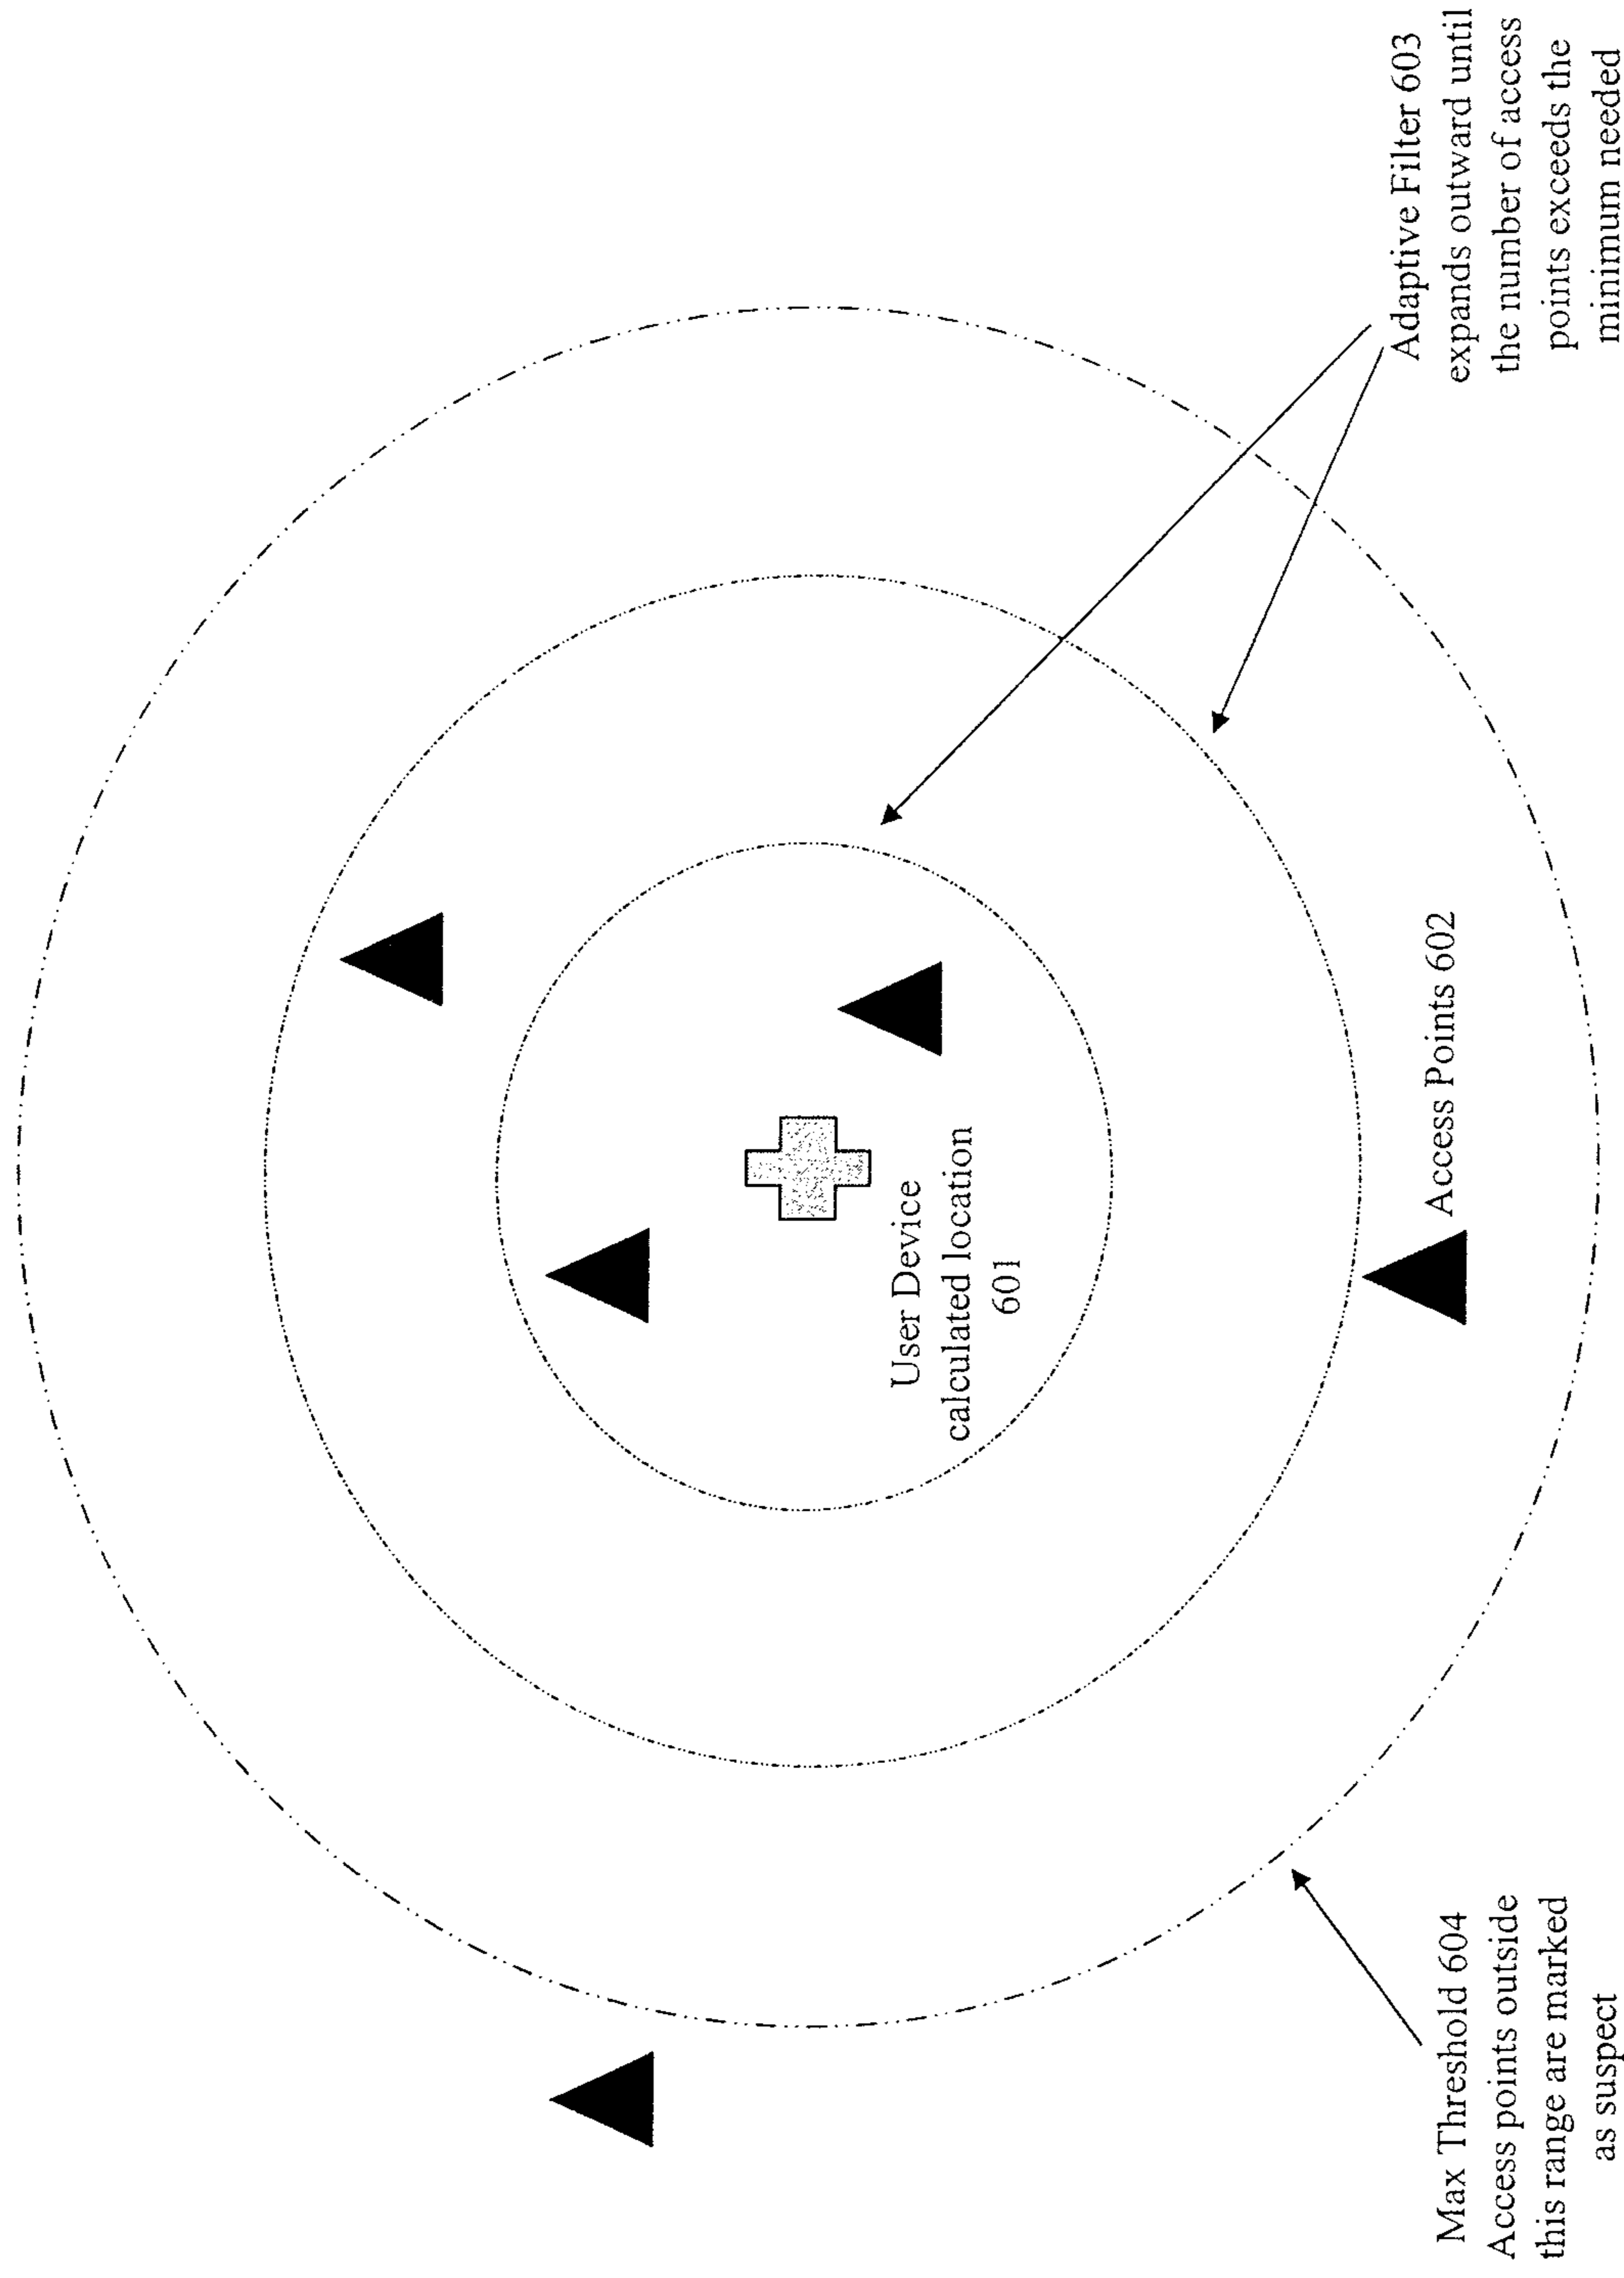 User Device
calculated location
601
Access Points 602
Max Threshold 604
Access points outside
this range are marked
as suspect
Adaptive Filter 603
expands outward until
the number of access
points exceeds the
minimum needed